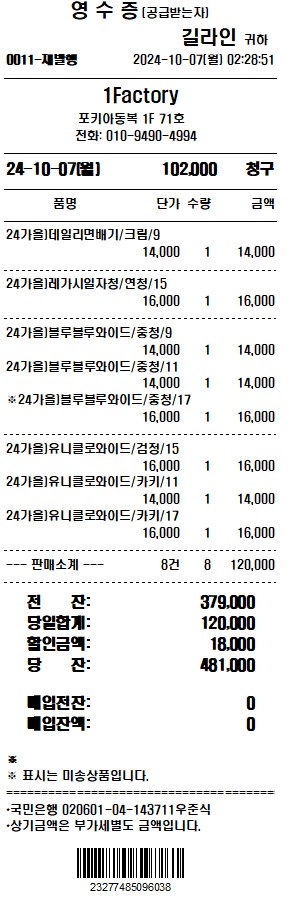 영 수 증 (공급받는자)
길라인 귀하
0011-재발행 2024-10-07(월) 02:28:51
1Factory
포키아동복 1F 71호
전화: 010-9490-4994
24-10-07(월) 102,000 청구
품명 단가 수량 금액
24가을)데일리면배기/크림/9
14,000 1 14,000
24가을)레가시일자청/연청/15
16,000 1 16,000
24가을)블루블루와이드/중청/9
14,000 1 14,000
24가을)블루블루와이드/중청/11
14,000 1 14,000
※24가을)블루블루와이드/중청/17
16,000 1 16,000
24가을)유니클로와이드/검정/15
16,000 1 16,000
24가을)유니클로와이드/카키/11
14,000 1 14,000
24가을)유니클로와이드/카키/17
16,000 1 16,000
--- 판매소계 --- 8건 8 120,000
전 잔: 379,000
당일합계: 120,000
할인금액: 18,000
당 잔: 481,000
매입전잔: 0
매입잔액: 0
※
※ 표시는 미송상품입니다.
·국민은행 020601-04-143711우준식
·상기금액은 부가세별도 금액입니다.
23277485096038